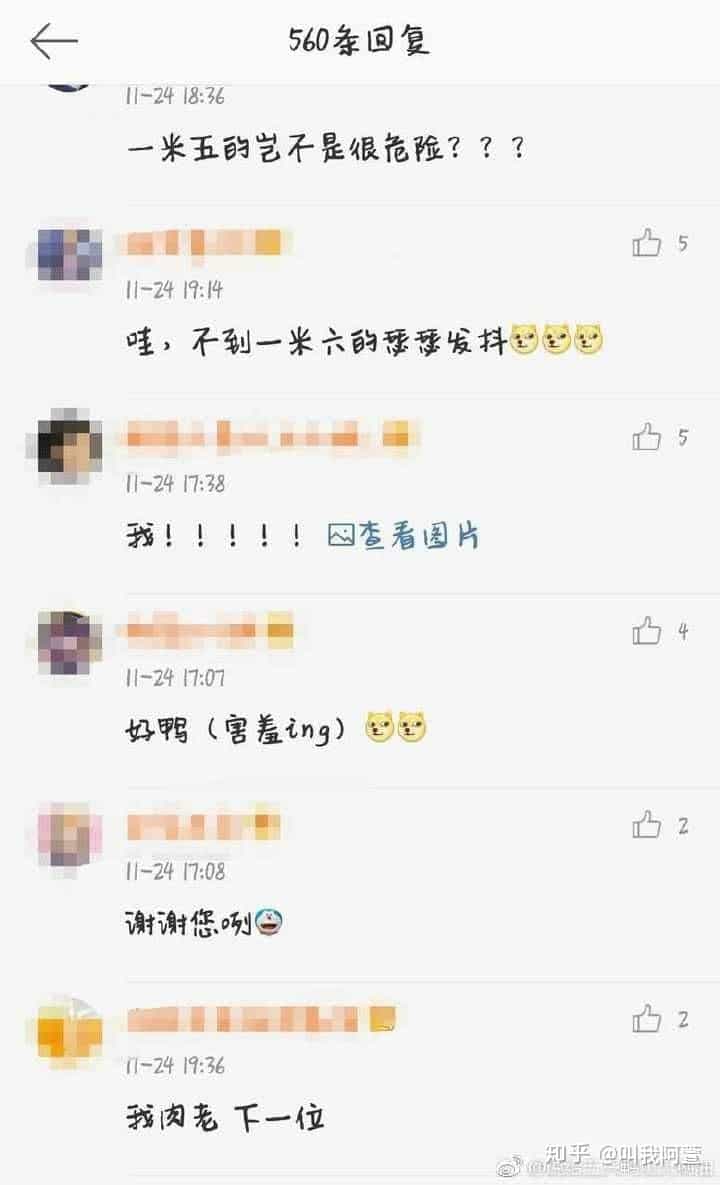 560条回复
11-24 18:36
一米五的岂不是很危险？？？
5
11-24 19:14
哇，不到一米六的瑟瑟发抖
5
11-24 17:38
我！！！！！ 查看图片
4
11-24 17:07
好鸭（害羞ing）
2
11-24 17:08
谢谢您咧
2
11-24 19:36
我肉老 下一位
知乎 @叫我阿萱